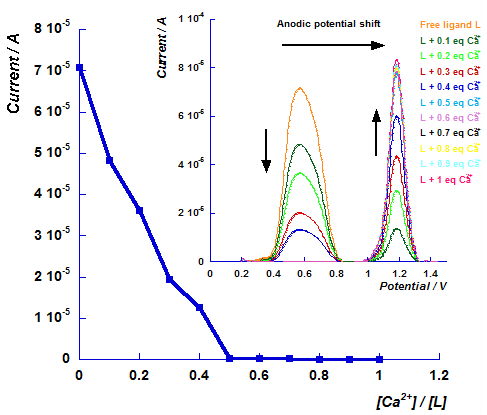 Current / A
8 10-5
7 10-5
6 10-5
5 10-5
4 10-5
3 10-5
2 10-5
1 10-5
0
0 0.2 0.4 0.6 0.8 1 1.2
[Ca2+] / [L]
Current / A
1 10-4
8 10-5
6 10-5
4 10-5
2 10-5
0
0 0.2 0.4 0.6 0.8 1 1.2 1.4
Potential / V
Anodic potential shift
Free ligand L
L + 0.1 eq Ca2+
L + 0.2 eq Ca2+
L + 0.3 eq Ca2+
L + 0.4 eq Ca2+
L + 0.5 eq Ca2+
L + 0.6 eq Ca2+
L + 0.7 eq Ca2+
L + 0.8 eq Ca2+
L + 0.9 eq Ca2+
L + 1 eq Ca2+